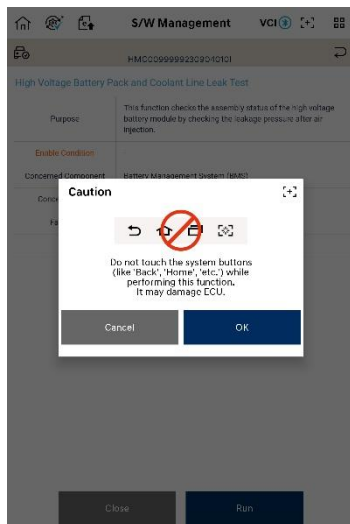 S/W Management
VCI
HMC0099999230904010I
High Voltage Battery Pack and Coolant Line Leak Test
Purpose
This function checks the assembly status of the high voltage
battery module by checking the leakage pressure after air
injection.
Enable Condition
-
Concerned Component
Battery Management System (BMS)
Conce
Fa
Caution
Do not touch the system buttons
(like 'Back', 'Home', 'etc.') while
performing this function.
It may damage ECU.
Cancel
OK
Close
Run